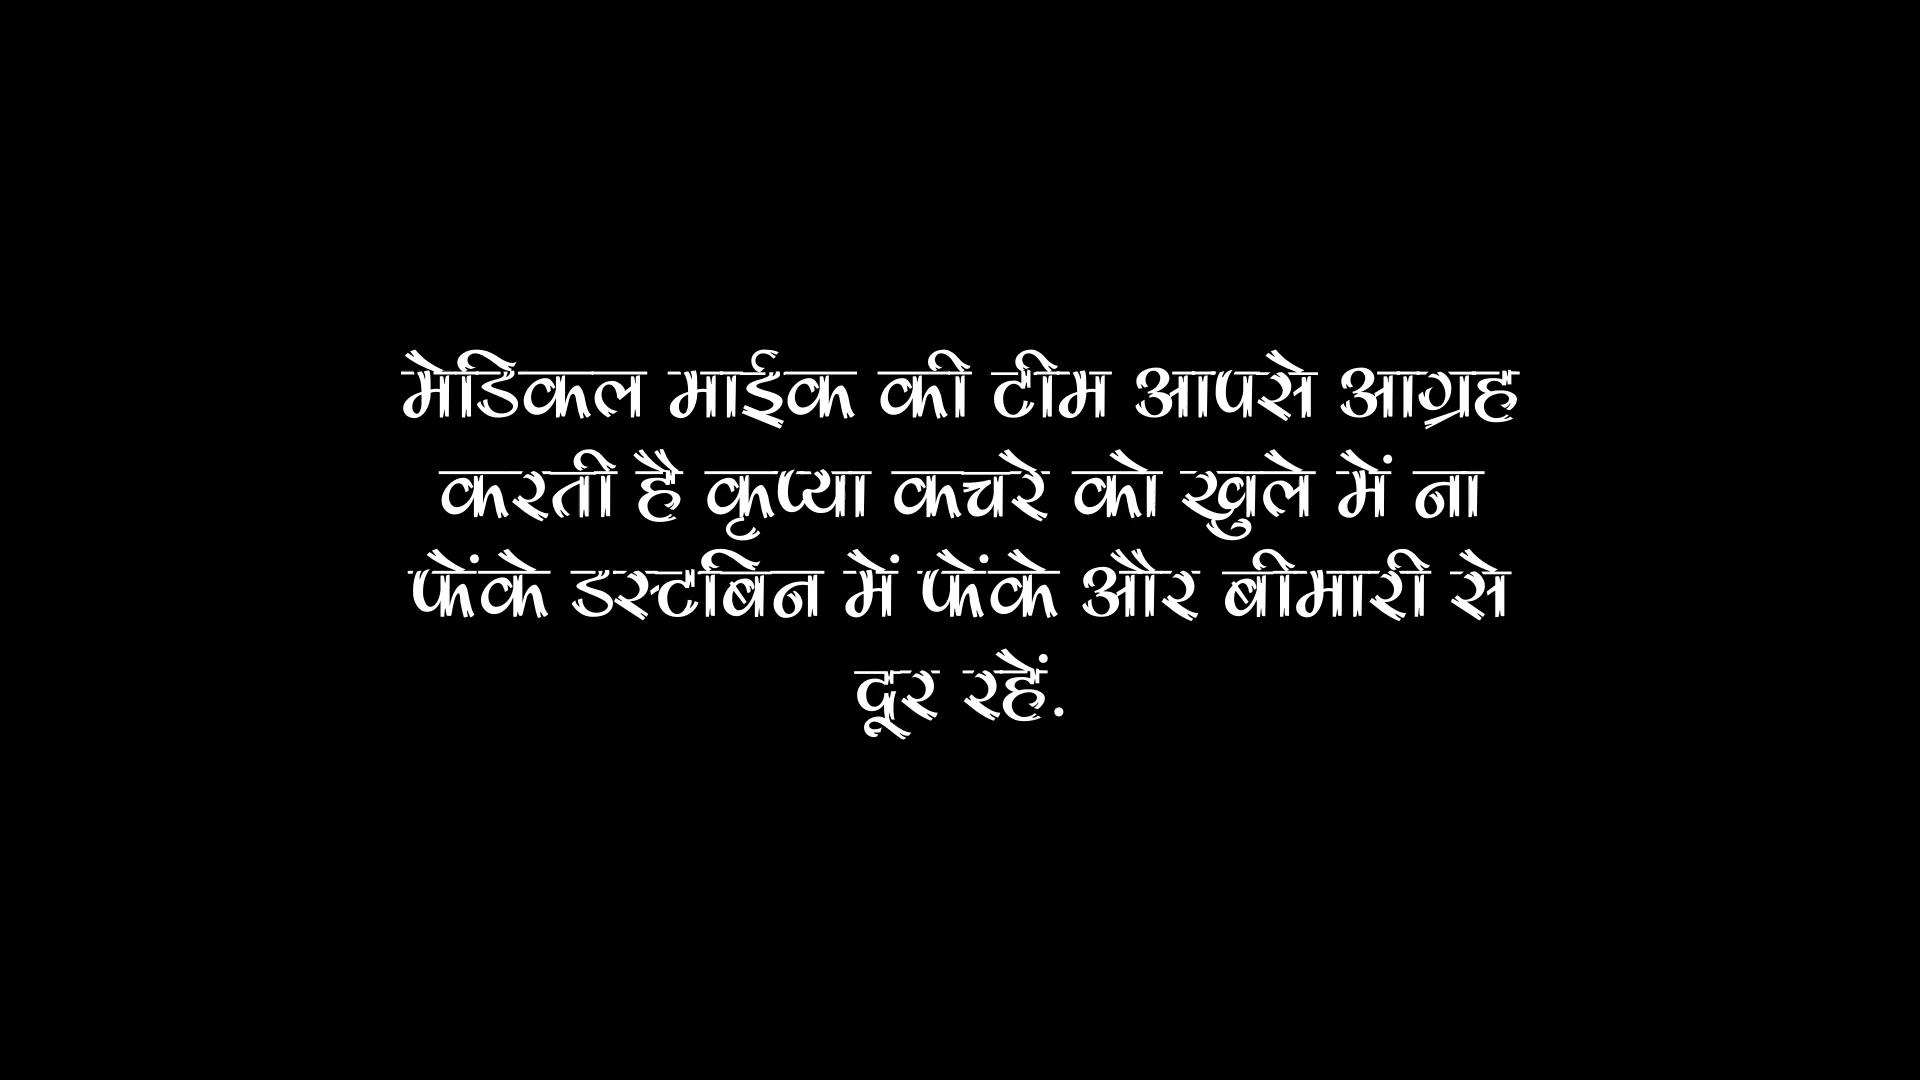 मेडिकल माईक की टीम आपसे आग्रह
करती है कृप्या कचरे को खुले में ना
फेंके डस्टबिन में फेंके और बीमारी से
दूर रहें.